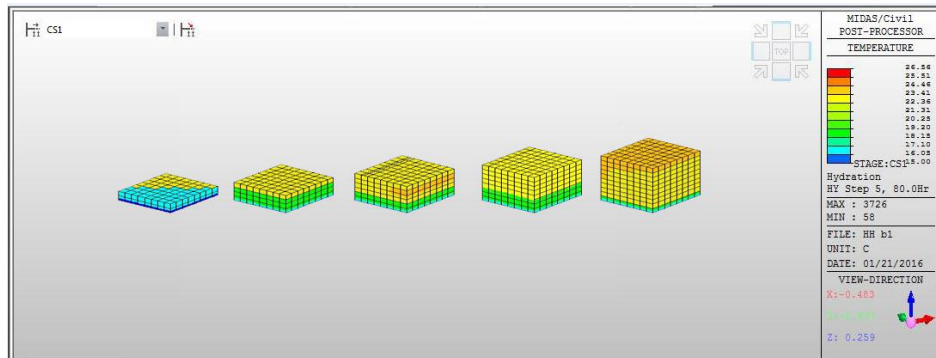 CS1
TOP
MIDAS/Civil
POST-PROCESSOR
TEMPERATURE
26.56
25.51
24.46
23.41
22.36
21.31
20.25
19.20
18.15
17.10
16.05
15.00
STAGE:CS1
Hydration
HY Step 5, 80.0Hr
MAX : 3726
MIN : 58
FILE: HH b1
UNIT: C
DATE: 01/21/2016
VIEW-DIRECTION
X:-0.483
Z: 0.259